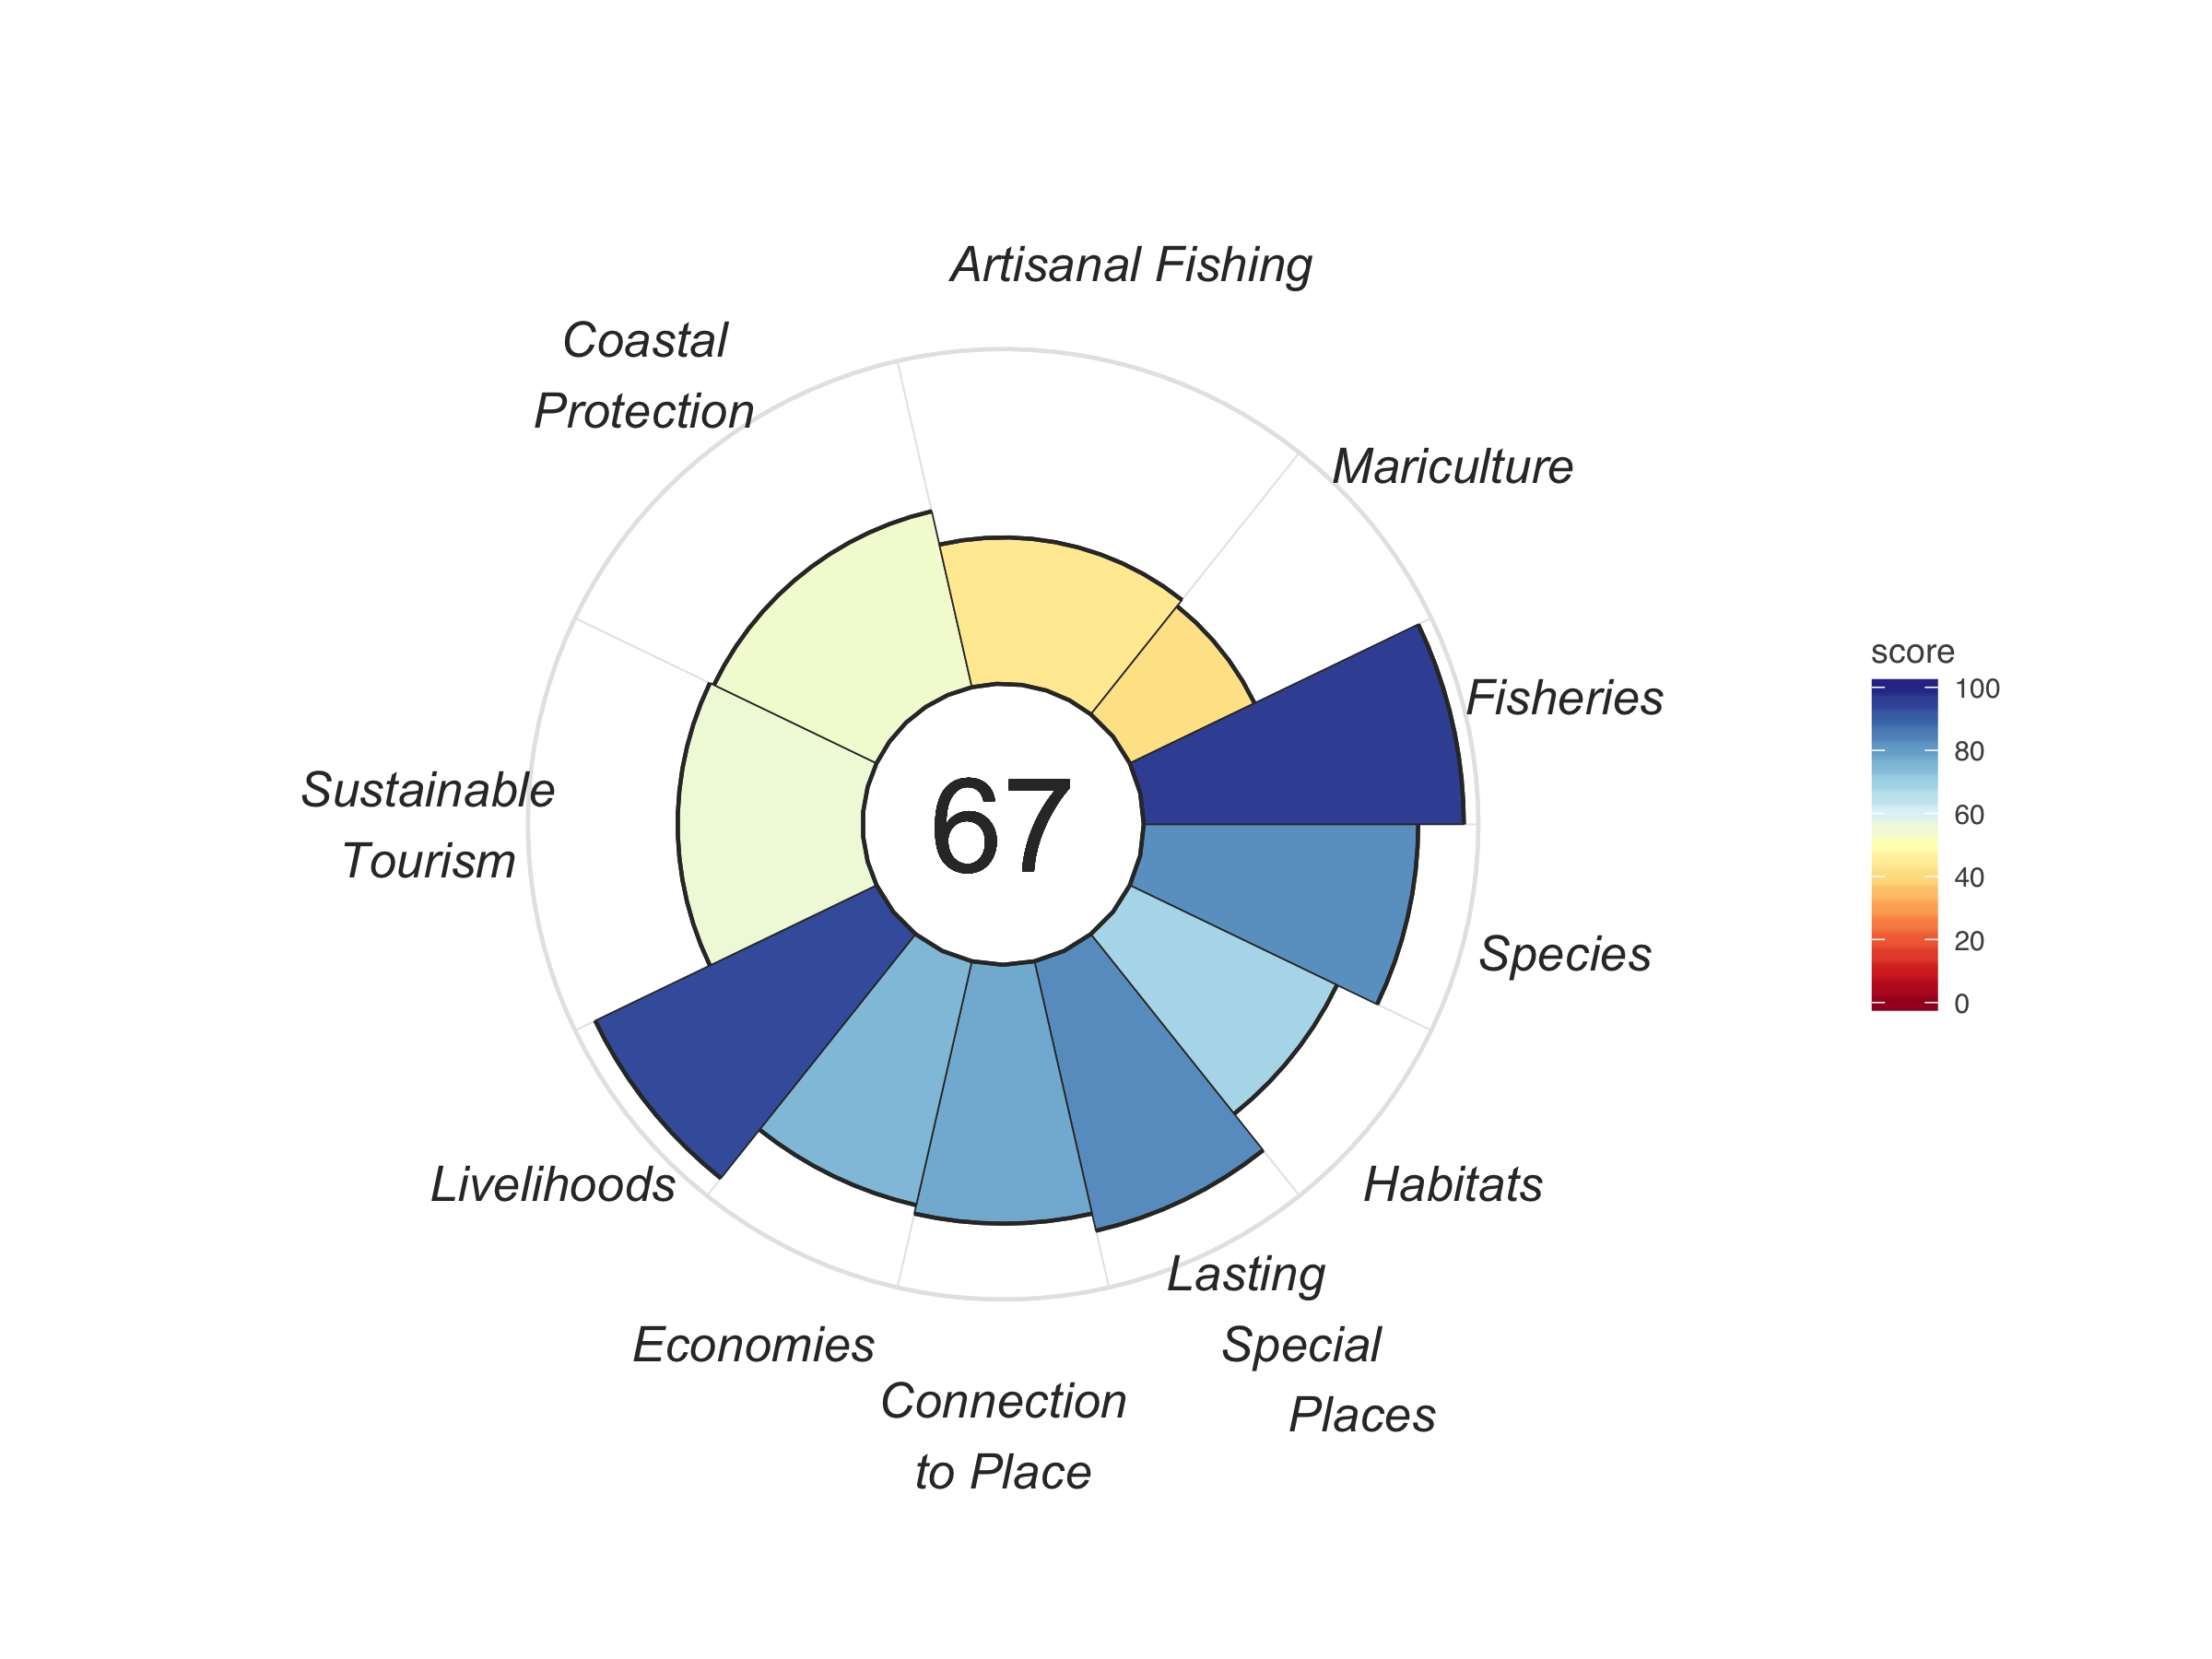 Artisanal Fishing
Coastal
Protection
Mariculture
Fisheries
Sustainable
Tourism
67
Species
Livelihoods
Habitats
Lasting
Special
Places
Economies
Connection
to Place
score
100
80
60
40
20
0